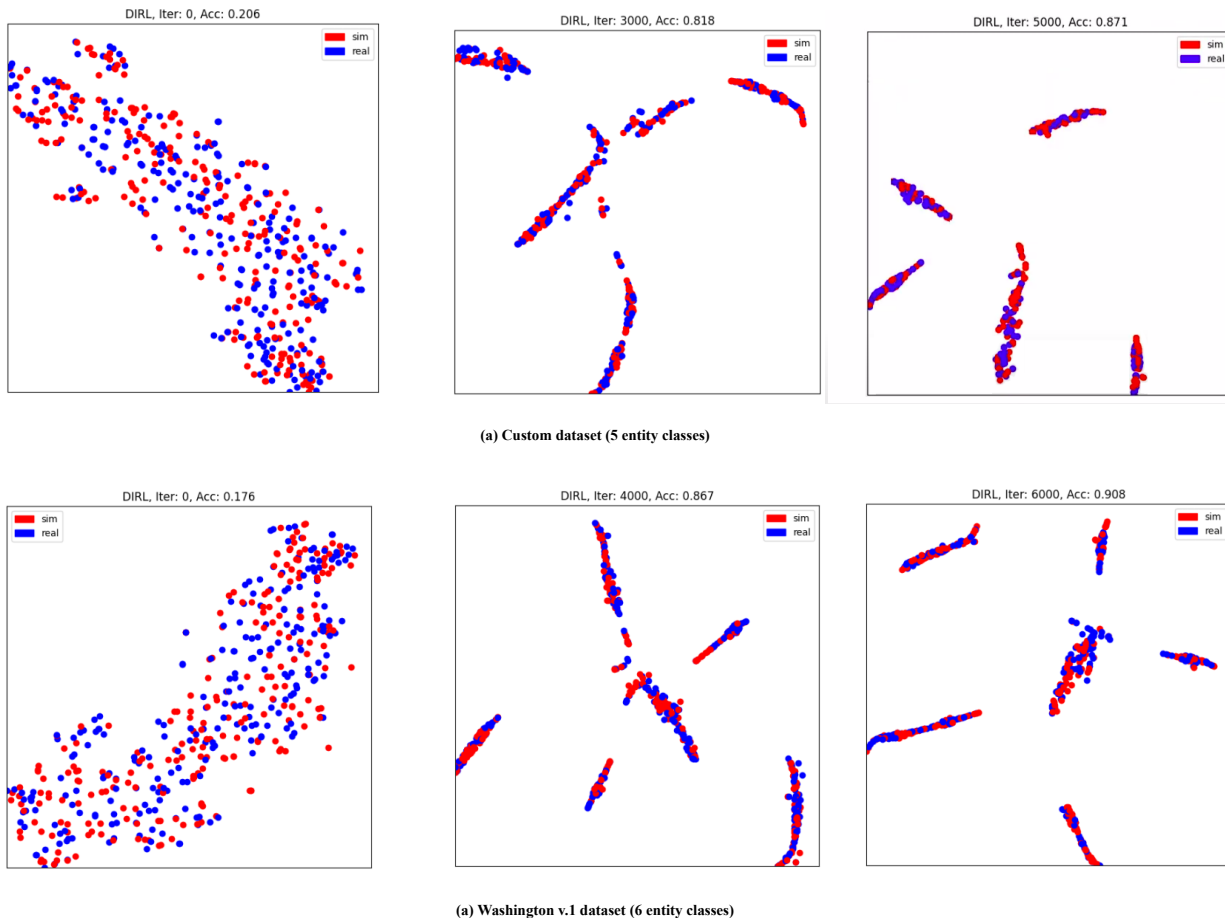 DIRL, Iter: 0, Acc: 0.206
sim
real
DIRL, Iter: 3000, Acc: 0.818
sim
real
DIRL, Iter: 5000, Acc: 0.871
sim
real
(a) Custom dataset (5 entity classes)
DIRL, Iter: 0, Acc: 0.176
sim
real
DIRL, Iter: 4000, Acc: 0.867
sim
real
DIRL, Iter: 6000, Acc: 0.908
sim
real
(a) Washington v.1 dataset (6 entity classes)